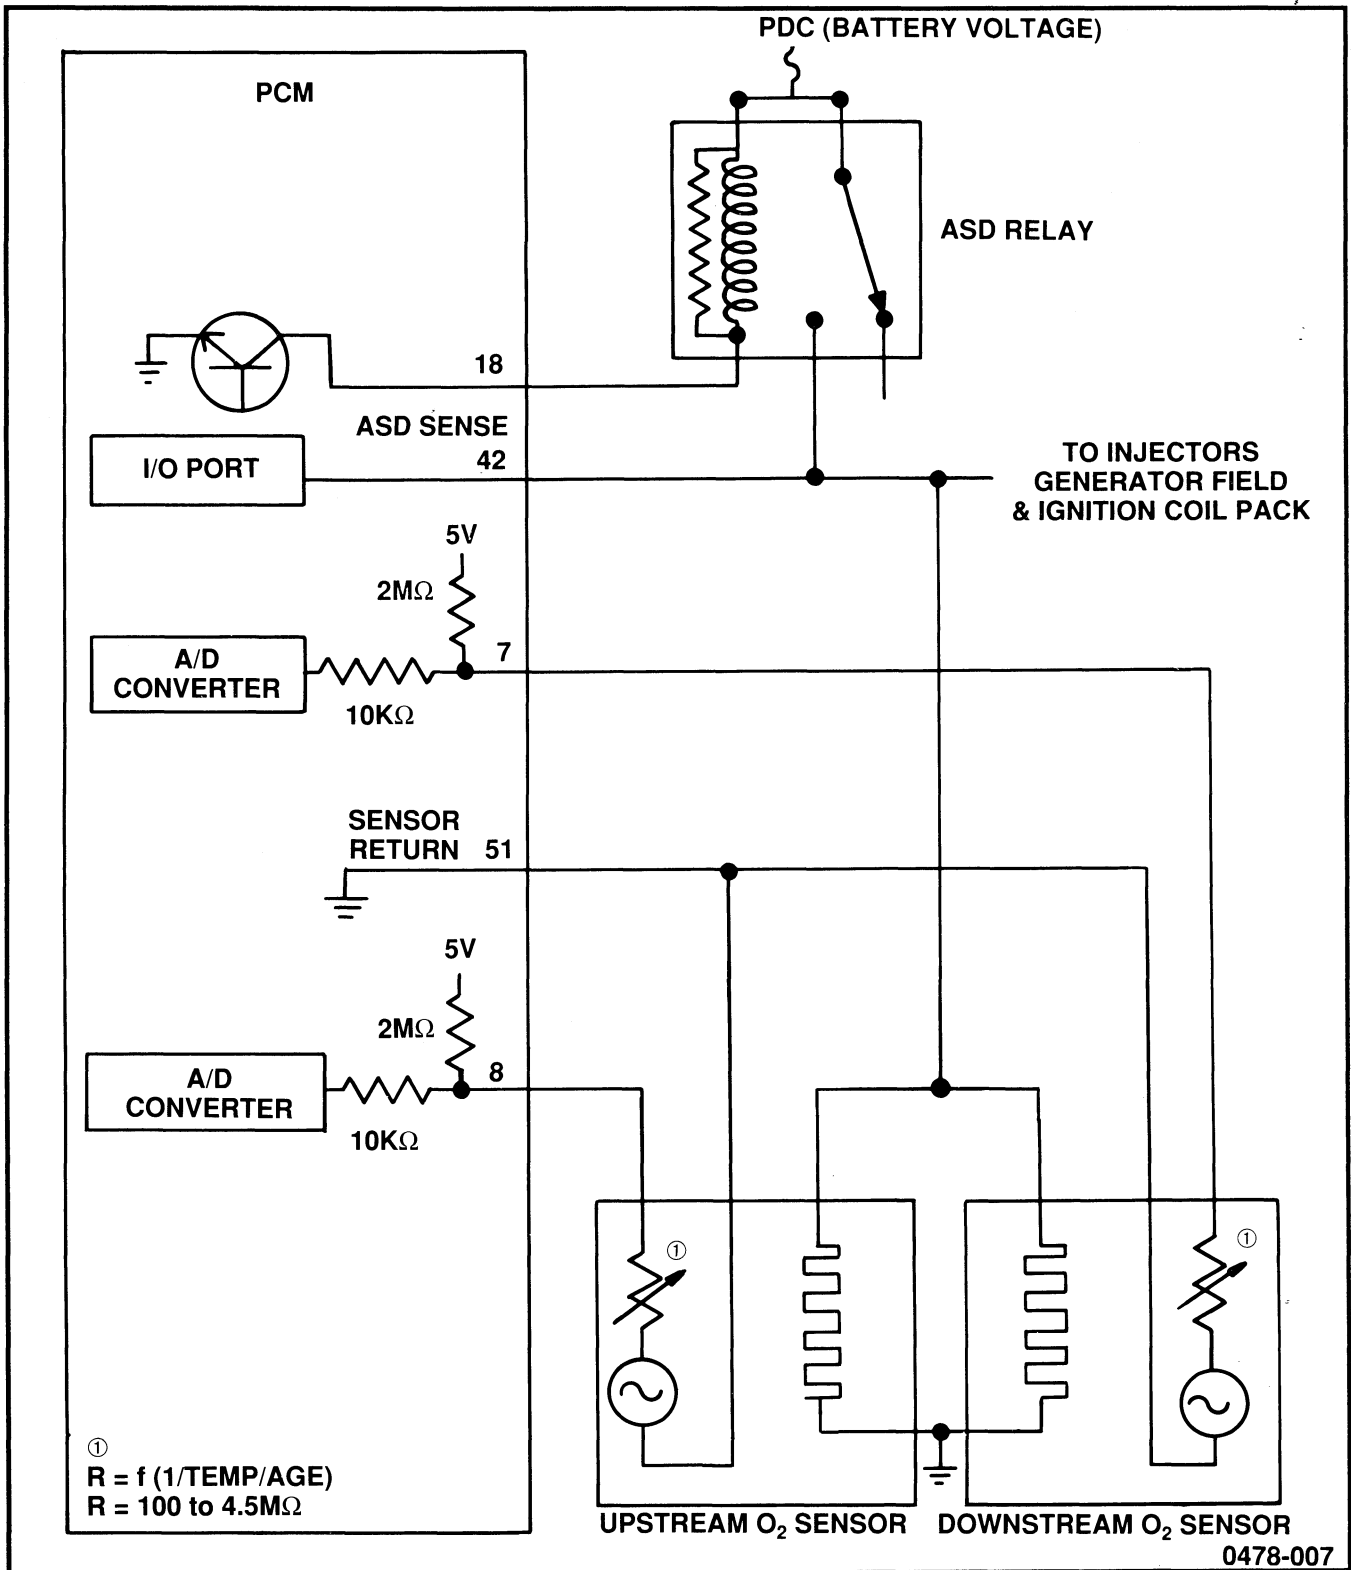 PDC (BATTERY VOLTAGE)
PCM
ASD RELAY
18
ASD SENSE
42
I/O PORT
TO INJECTORS
GENERATOR FIELD
& IGNITION COIL PACK
5V
2MΩ
7
A/D
CONVERTER
10KΩ
SENSOR
RETURN 51
5V
2MΩ
8
A/D
CONVERTER
10KΩ
①
①
①
R = f (1/TEMP/AGE)
R = 100 to 4.5MΩ
UPSTREAM O₂ SENSOR
DOWNSTREAM O₂ SENSOR
0478-007